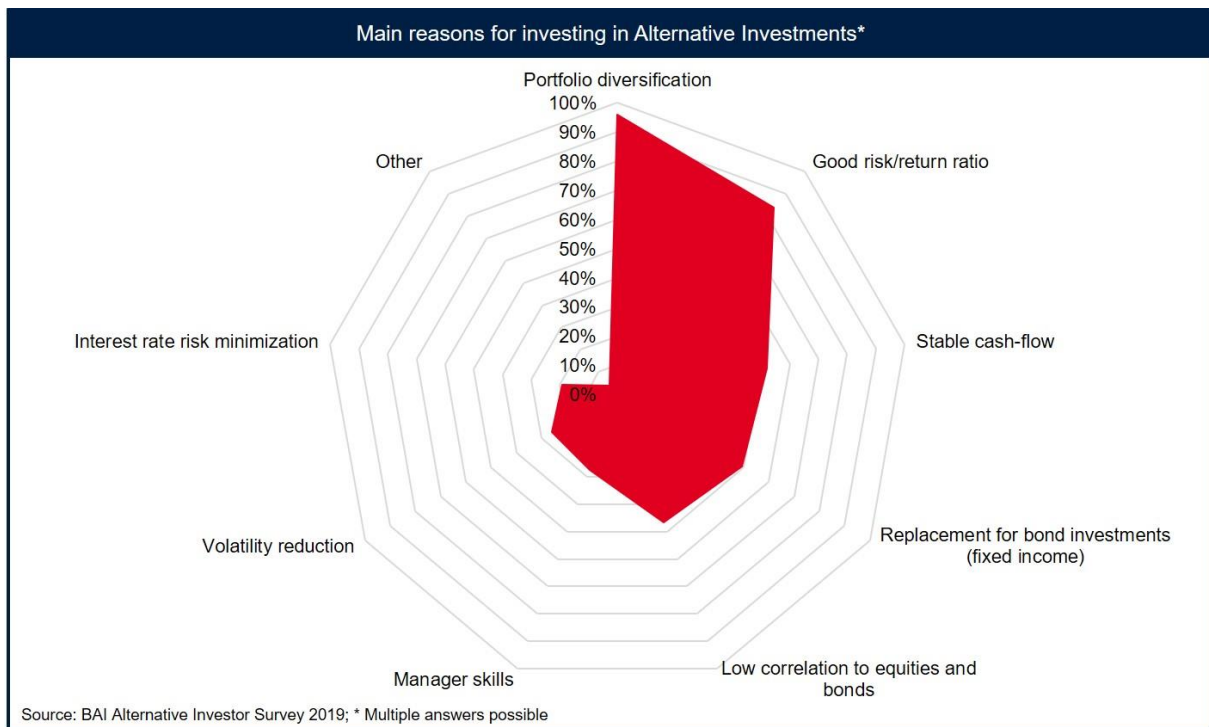 Main reasons for investing in Alternative Investments*
Portfolio diversification
100%
90%
80%
70%
60%
50%
40%
30%
20%
10%
0%
Good risk/return ratio
Stable cash-flow
Replacement for bond investments
(fixed income)
Low correlation to equities and
bonds
Manager skills
Volatility reduction
Interest rate risk minimization
Other
Source: BAI Alternative Investor Survey 2019; * Multiple answers possible